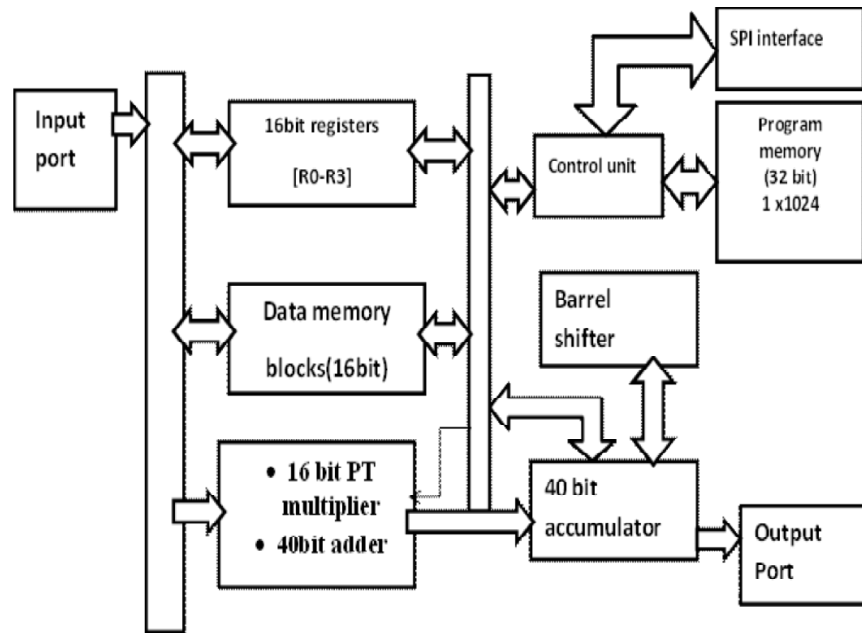 Input
port
16bit registers
[R0-R3]
Data memory
blocks(16bit)
• 16 bit PT
multiplier
• 40bit adder
SPI interface
Control unit
Program
memory
(32 bit)
1 x1024
Barrel
shifter
40 bit
accumulator
Output
Port